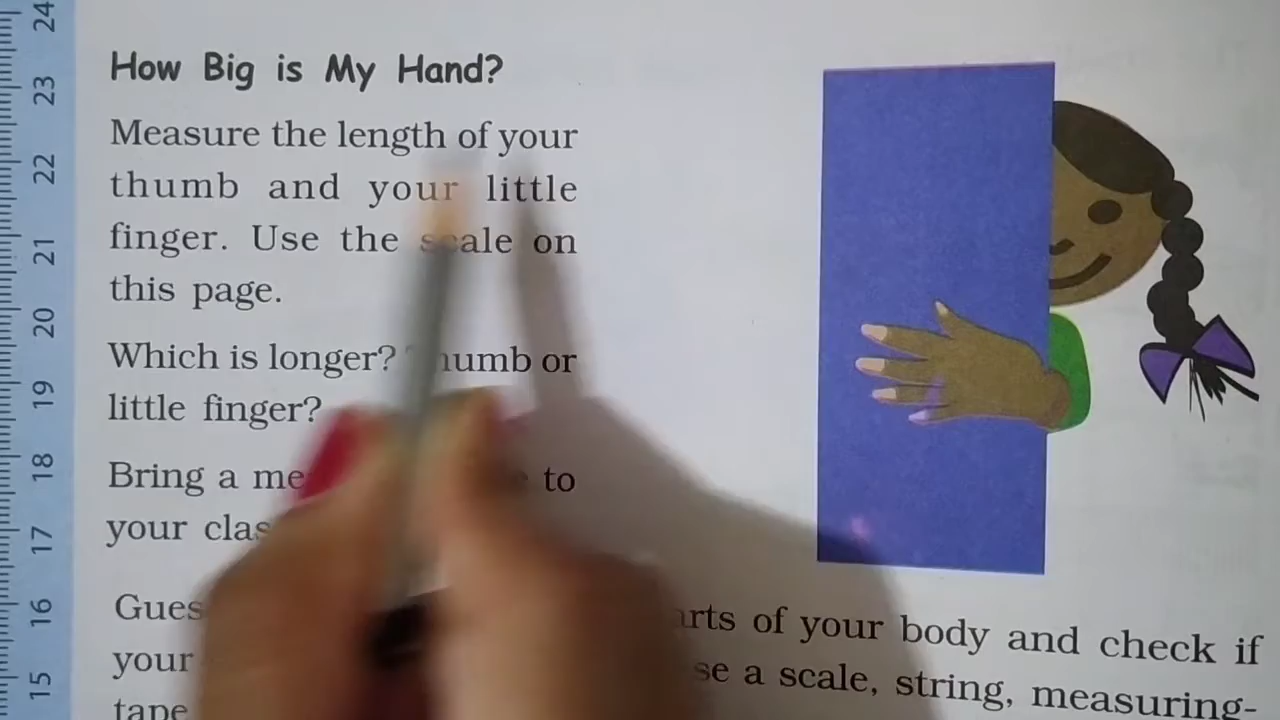 24
23
22
21
20
19
18
17
16
15
How Big is My Hand?
Measure the length of your
thumb and your little
finger. Use the scale on
this page.
Which is longer? humb or
little finger?
Bring a me to
your clas
Gues arts of your body and check if
your se a scale, string, measuring-
tape